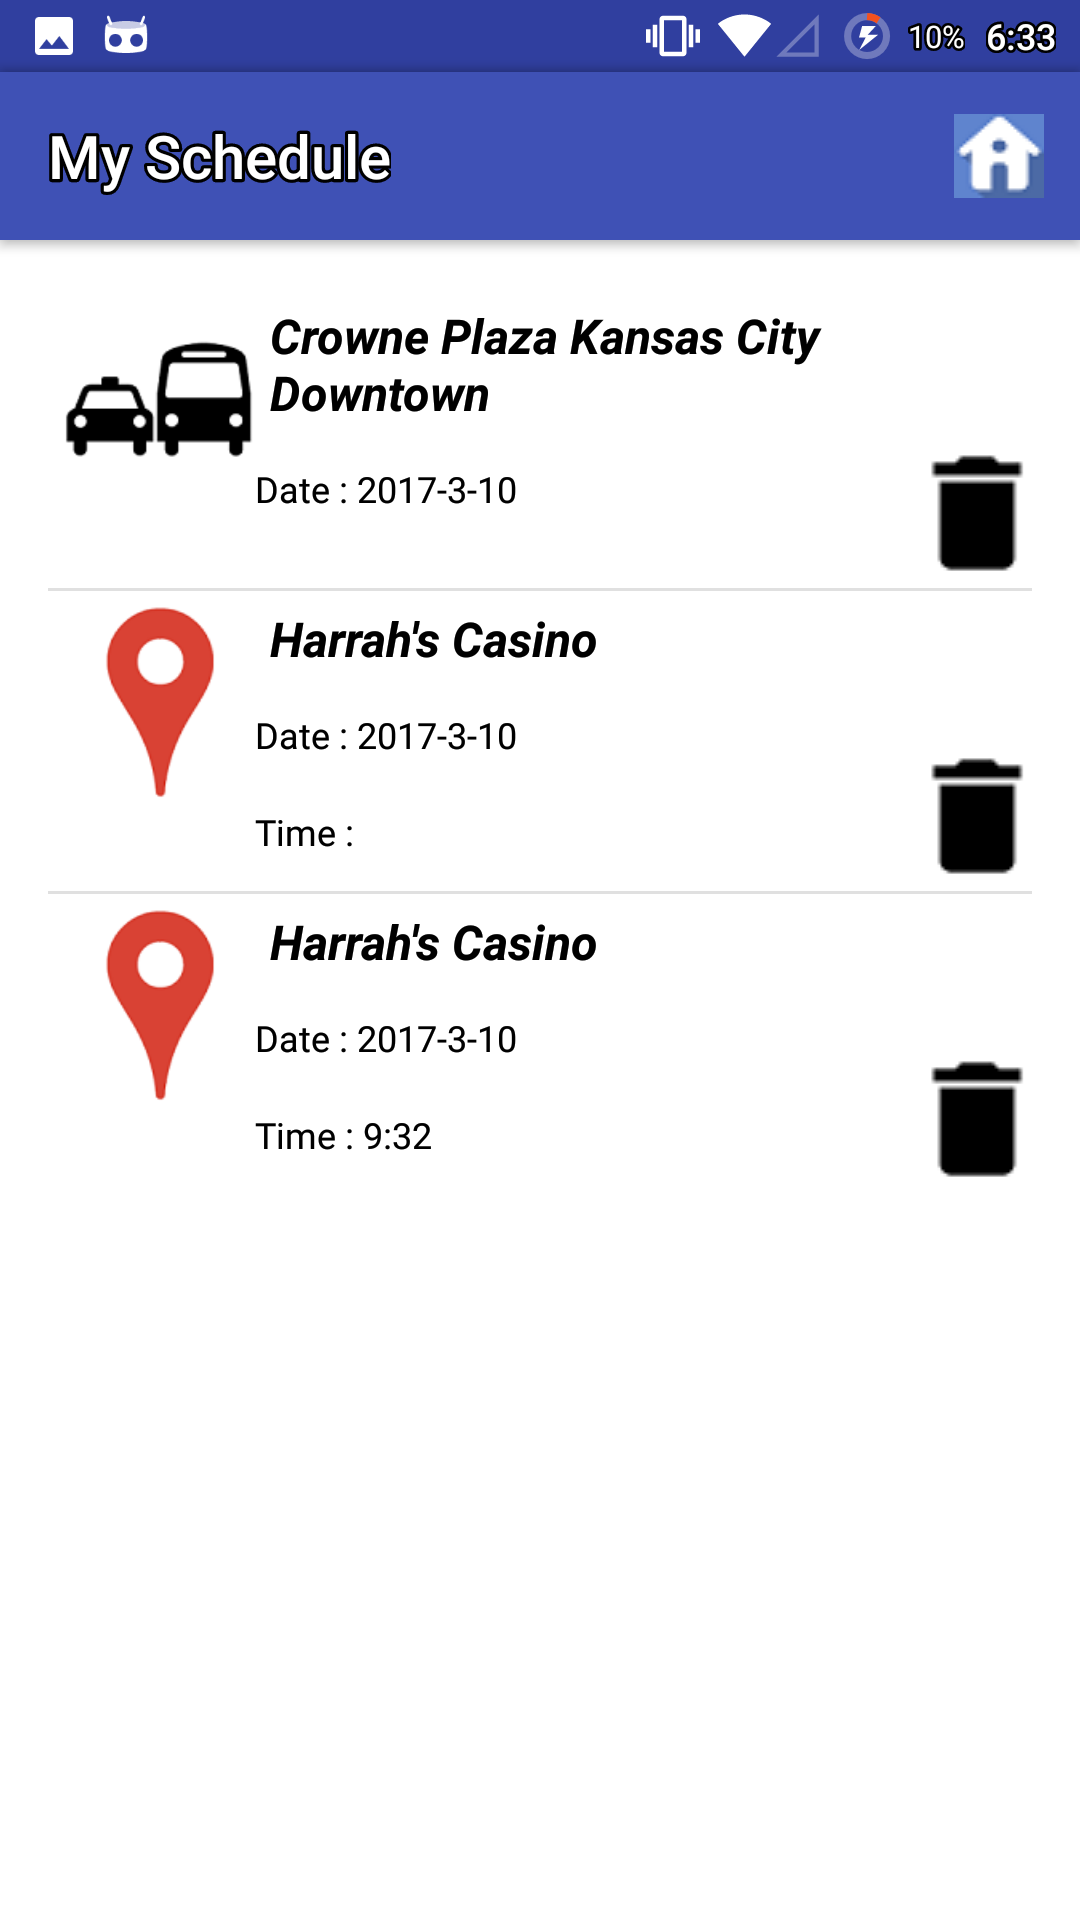 10% 6:33
My Schedule
Crowne Plaza Kansas City
Downtown
Date : 2017-3-10
Harrah's Casino
Date : 2017-3-10
Time :
Harrah's Casino
Date : 2017-3-10
Time : 9:32